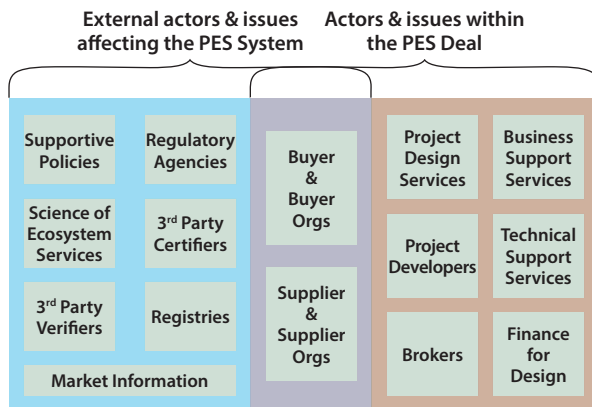 External actors & issues
affecting the PES System
Actors & issues within
the PES Deal
Supportive
Policies
Regulatory
Agencies
Science of
Ecosystem
Services
3rd Party
Certifiers
3rd Party
Verifiers
Registries
Market Information
Buyer
&
Buyer
Orgs
Supplier
&
Supplier
Orgs
Project
Design
Services
Business
Support
Services
Project
Developers
Technical
Support
Services
Brokers
Finance
for
Design